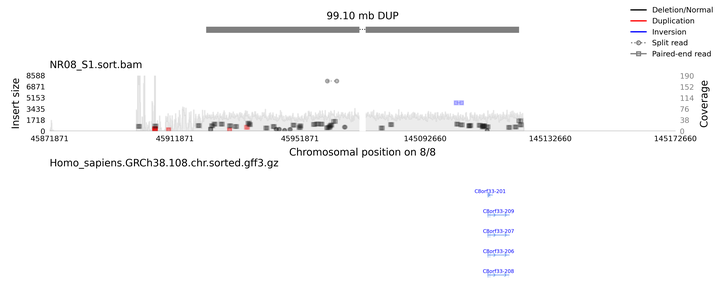 99.10 mb DUP
Deletion/Normal
Duplication
Inversion
Split read
Paired-end read
NR08_S1.sort.bam
Insert size
8588
6871
5153
3435
1718
0
190
152
114
76
38
0
Coverage
45871871
45911871
45951871
145092660
145132660
145172660
Chromosomal position on 8/8
Homo_sapiens.GRCh38.108.chr.sorted.gff3.gz
C8orf33-201
C8orf33-209
C8orf33-207
C8orf33-206
C8orf33-208